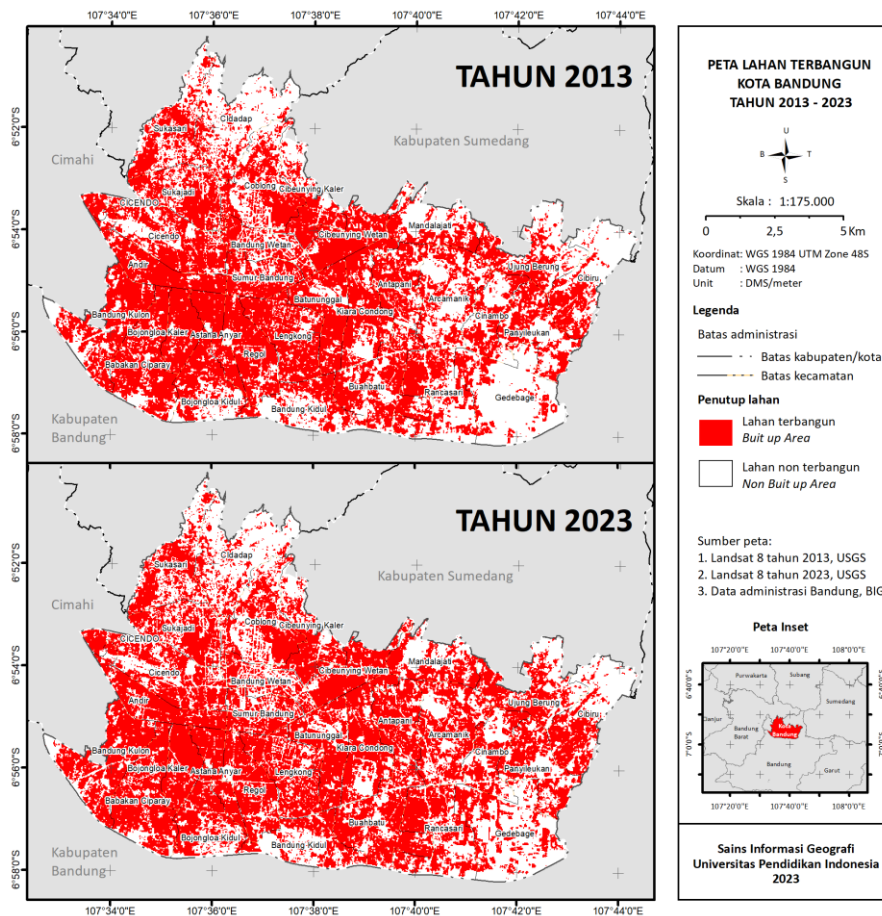 107°34'0"E 107°36'0"E 107°38'0"E 107°40'0"E 107°42'0"E 107°44'0"E
TAHUN 2013
6°52'0"S
6°54'0"S
6°56'0"S
6°58'0"S
Cimahi
Kabupaten Sumedang
Kabupaten
Bandung
Sukasari
Cidadap
Sukajadi
Coblong
Cibeunying Kaler
CICENDO
Cicendo
Cibeunying Wetan
Mandalajati
Bandung Wetan
Andir
Sumur Bandung
Ujung Berung
Cibiru
Antapani
Arcamanik
Batununggal
Bandung Kulon
Kiara Condong
Cinambo
Bojongloa Kaler
Astana Anyar
Lengkong
Panyileukan
Regol
Babakan Ciparay
Buahbatu
Rancasari
Gedebage
Bojongloa Kidul
Bandung Kidul
TAHUN 2023
6°52'0"S
6°54'0"S
6°56'0"S
6°58'0"S
Cimahi
Kabupaten Sumedang
Kabupaten
Bandung
Sukasari
Cidadap
Sukajadi
Coblong
Cibeunying Kaler
CICENDO
Cicendo
Cibeunying Wetan
Mandalajati
Bandung Wetan
Andir
Sumur Bandung
Ujung Berung
Cibiru
Antapani
Arcamanik
Batununggal
Bandung Kulon
Kiara Condong
Cinambo
Bojongloa Kaler
Astana Anyar
Lengkong
Panyileukan
Regol
Babakan Ciparay
Buahbatu
Rancasari
Gedebage
Bojongloa Kidul
Bandung Kidul
107°34'0"E 107°36'0"E 107°38'0"E 107°40'0"E 107°42'0"E 107°44'0"E
PETA LAHAN TERBANGUN
KOTA BANDUNG
TAHUN 2013 - 2023
U
B T
S
Skala : 1:175.000
0 2,5 5 Km
Koordinat: WGS 1984 UTM Zone 48S
Datum : WGS 1984
Unit : DMS/meter
Legenda
Batas administrasi
Batas kabupaten/kota
Batas kecamatan
Penutup lahan
Lahan terbangun
Buit up Area
Lahan non terbangun
Non Buit up Area
Sumber peta:
1. Landsat 8 tahun 2013, USGS
2. Landsat 8 tahun 2023, USGS
3. Data administrasi Bandung, BIG
Peta Inset
107°20'0"E 107°40'0"E 108°0'0"E
6°40'0"S
7°0'0"S
Purwakarta
Subang
Sumedang
Bandung
Barat
Bandung
Bandung
Garut
107°20'0"E 107°40'0"E 108°0'0"E
Sains Informasi Geografi
Universitas Pendidikan Indonesia
2023